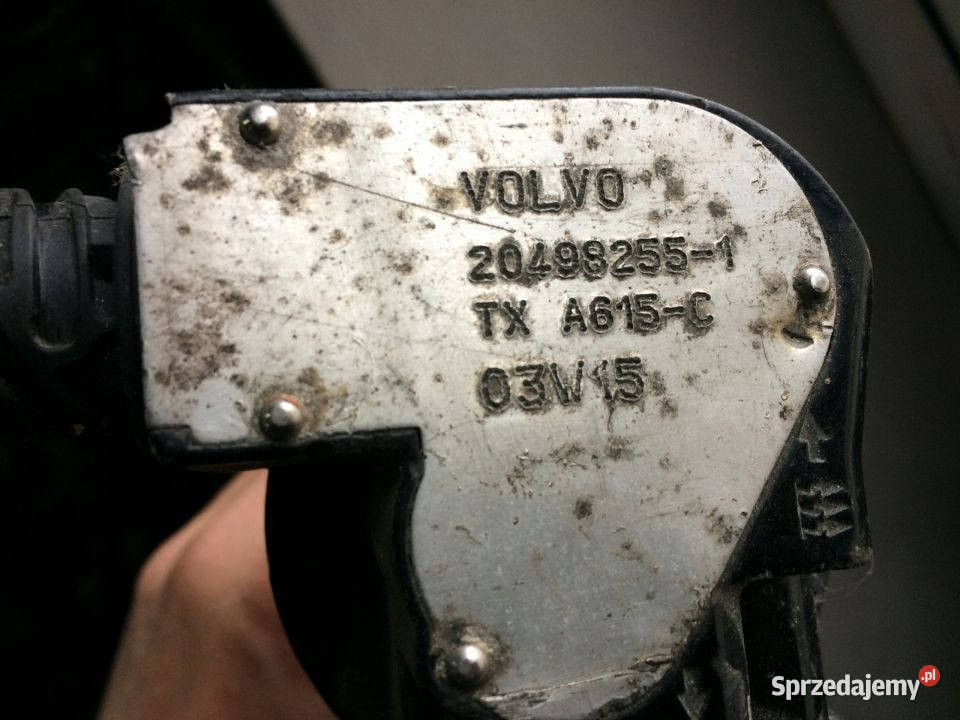 VOLVO
20498255-1
TX A615-C
03W15
Sprzedajemy.pl